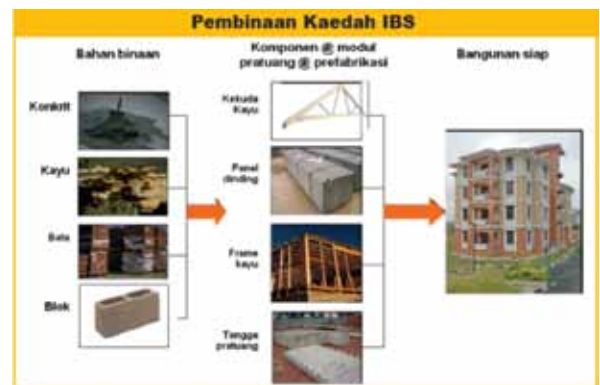 Pembinaan Kaedah IBS
Bahan binaan
Komponen @ modul
pratuang @ prefabrikasi
Bangunan siap
Konkrit
Kayu
Bata
Blok
Kekuda
Kayu
Panel
dinding
Frame
kayu
Tangga
pratuang